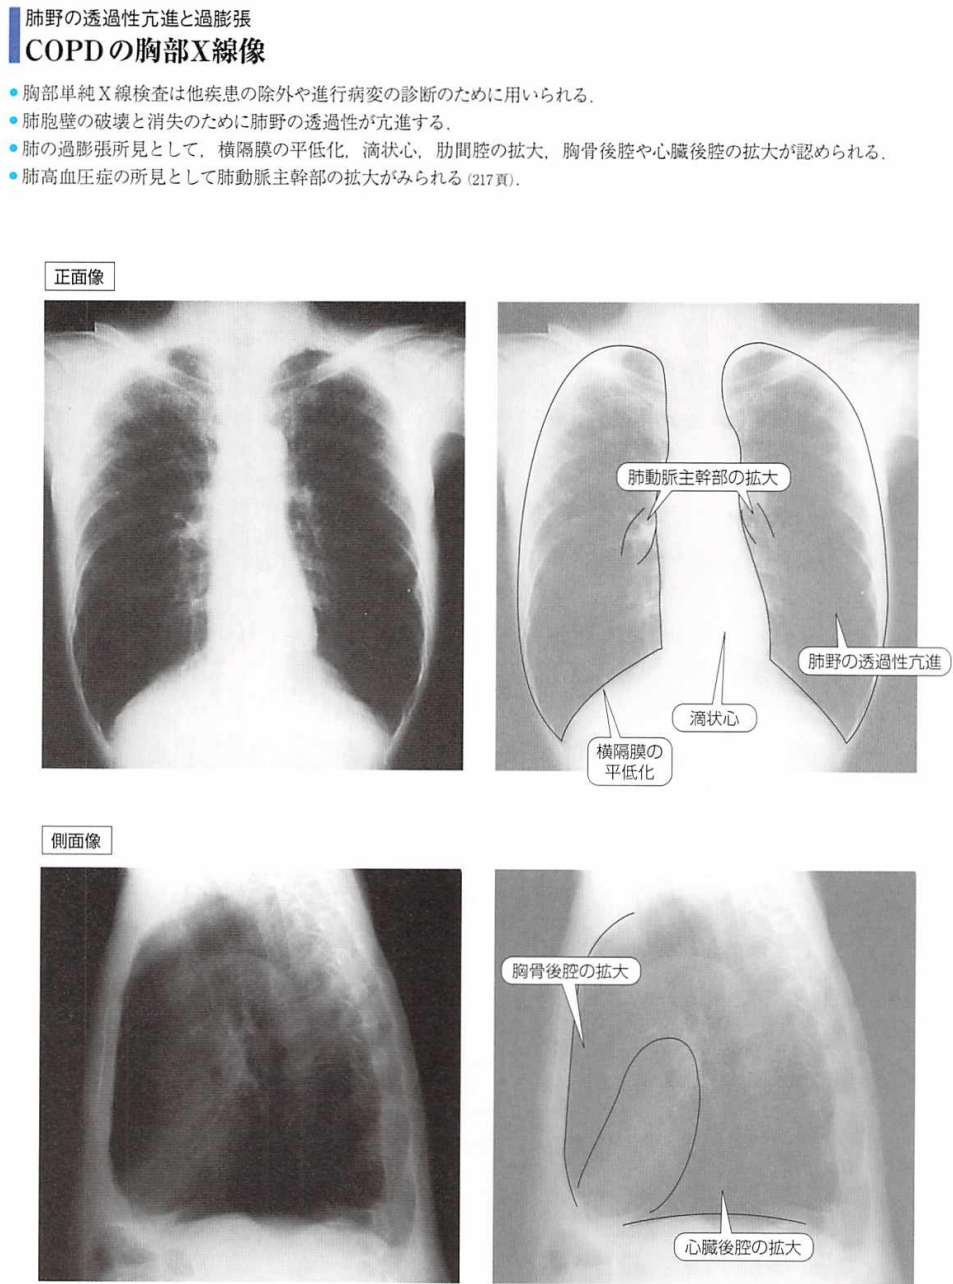 肺野の透過性亢進と過膨張
COPDの胸部X線像
●胸部単純X線検査は他疾患の除外や進行病変の診断のために用いられる．
●肺胞壁の破壊と消失のために肺野の透過性が亢進する．
●肺の過膨張所見として，横隔膜の平低化，滴状心，肋間腔の拡大，胸骨後腔や心臓後腔の拡大が認められる．
●肺高血圧症の所見として肺動脈主幹部の拡大がみられる（217頁）．
正面像
肺動脈主幹部の拡大
肺野の透過性亢進
滴状心
横隔膜の
平低化
側面像
胸骨後腔の拡大
心臓後腔の拡大